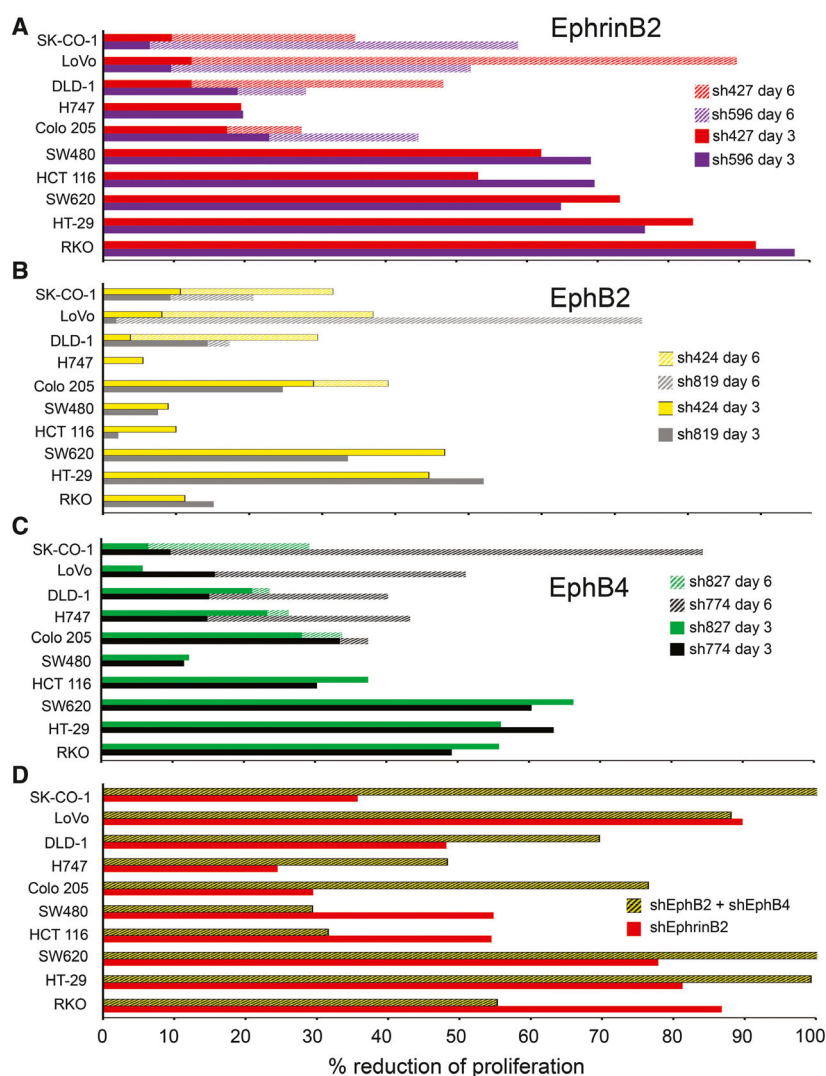 A
EphrinB2
SK-CO-1
LoVo
DLD-1
H747
Colo 205
SW480
HCT 116
SW620
HT-29
RKO
sh427 day 6
sh596 day 6
sh427 day 3
sh596 day 3
B
EphB2
SK-CO-1
LoVo
DLD-1
H747
Colo 205
SW480
HCT 116
SW620
HT-29
RKO
sh424 day 6
sh819 day 6
sh424 day 3
sh819 day 3
C
EphB4
SK-CO-1
LoVo
DLD-1
H747
Colo 205
SW480
HCT 116
SW620
HT-29
RKO
sh827 day 6
sh774 day 6
sh827 day 3
sh774 day 3
D
SK-CO-1
LoVo
DLD-1
H747
Colo 205
SW480
HCT 116
SW620
HT-29
RKO
shEphB2 + shEphB4
shEphrinB2
0 10 20 30 40 50 60 70 80 90 100
% reduction of proliferation